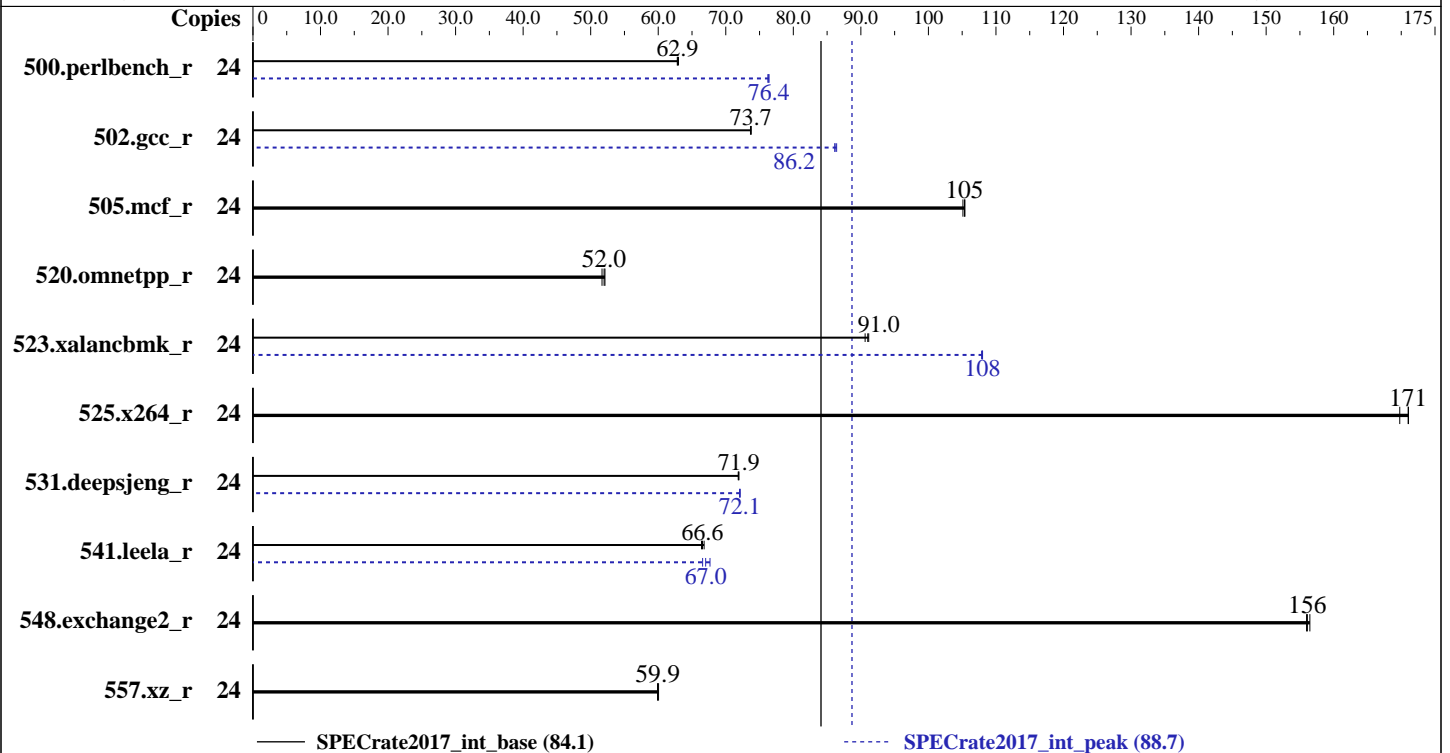 Copies 0 10.0 20.0 30.0 40.0 50.0 60.0 70.0 80.0 90.0 100 110 120 130 140 150 160 175
62.9
500.perlbench_r 24
76.4
73.7
502.gcc_r 24
86.2
105
505.mcf_r 24
52.0
520.omnetpp_r 24
91.0
523.xalancbmk_r 24
108
171
525.x264_r 24
71.9
531.deepsjeng_r 24
72.1
66.6
541.leela_r 24
67.0
156
548.exchange2_r 24
59.9
557.xz_r 24
SPECrate2017_int_base (84.1) SPECrate2017_int_peak (88.7)